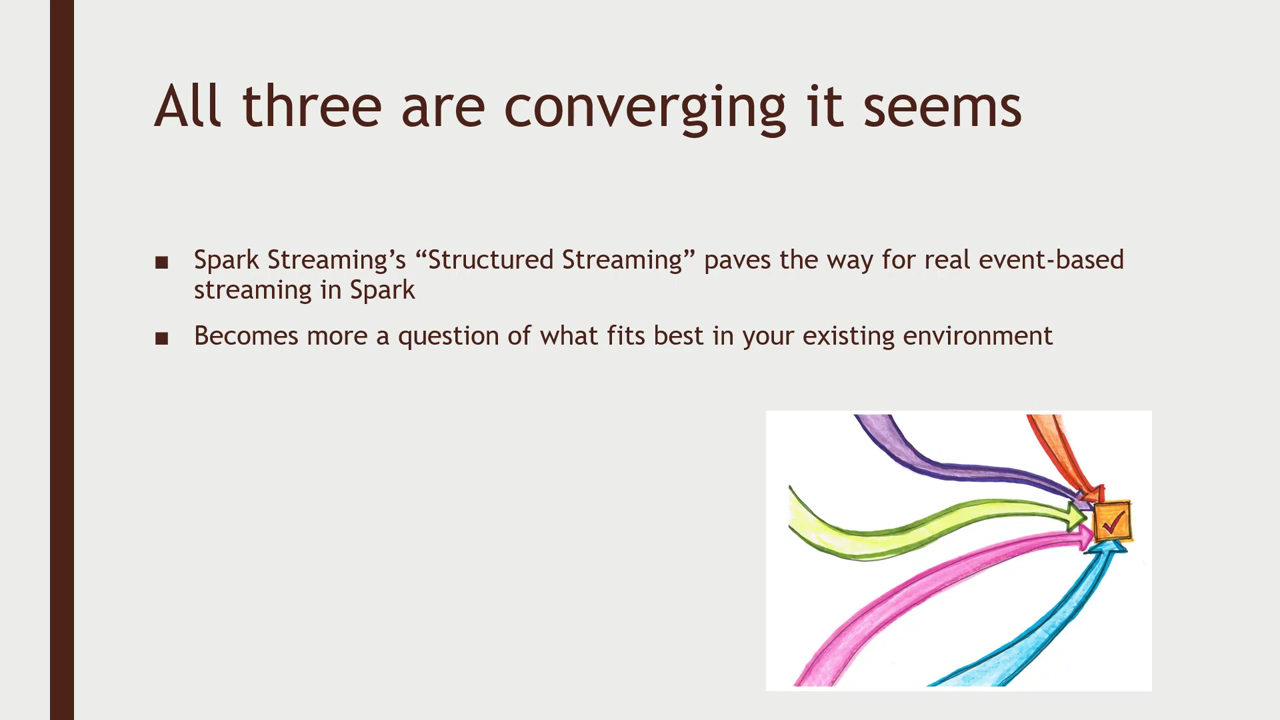 All three are converging it seems
■ Spark Streaming’s “Structured Streaming” paves the way for real event-based
streaming in Spark
■ Becomes more a question of what fits best in your existing environment